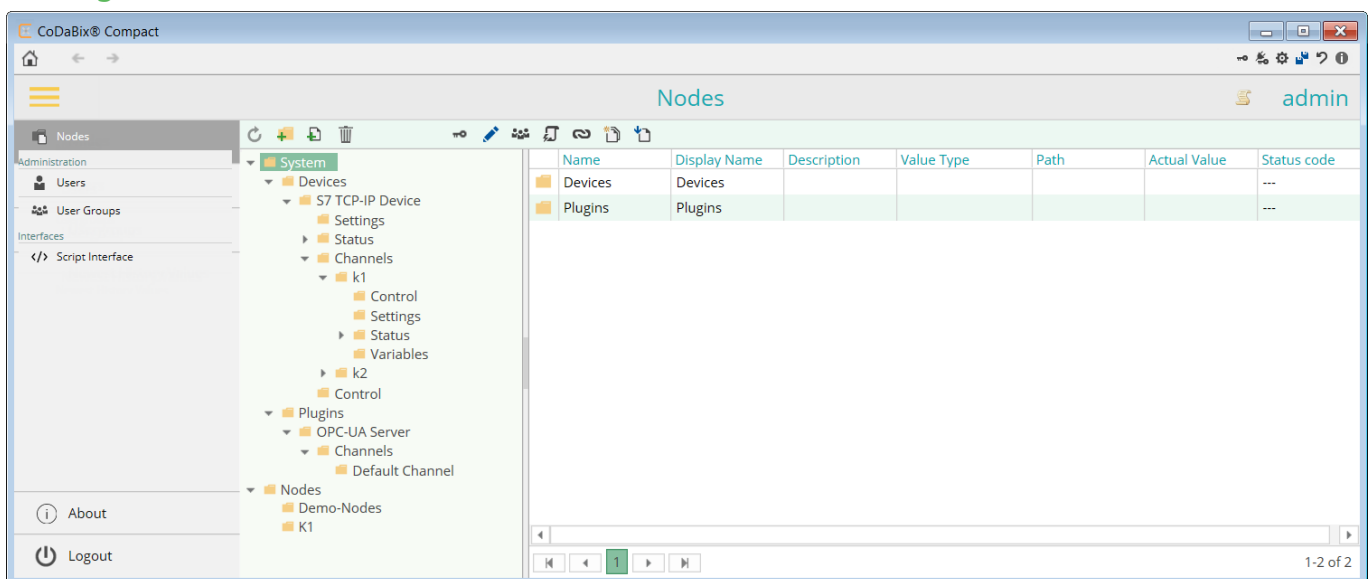 CoDaBix® Compact
Nodes
admin
Nodes
Administration
Users
User Groups
Interfaces
</> Script Interface
About
Logout
System
Devices
S7 TCP-IP Device
Settings
Status
Channels
k1
Control
Settings
Status
Variables
k2
Control
Plugins
OPC-UA Server
Channels
Default Channel
Nodes
Demo-Nodes
K1
Name Display Name Description Value Type Path Actual Value Status code
Devices Devices ---
Plugins Plugins ---
1
1-2 of 2